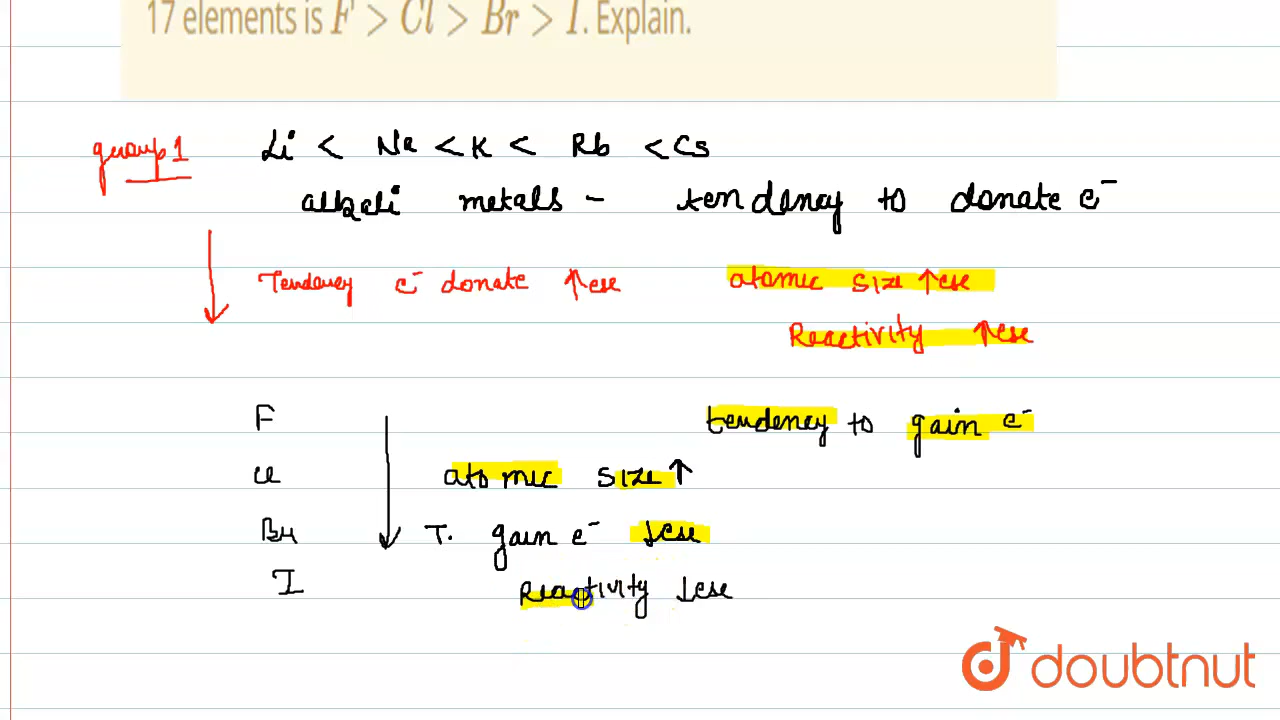 17 elements is F > Cl > Br > I. Explain.
group 1 Li < Na < K < Rb < Cs
alkali metals - tendency to donate e⁻
Tendency e⁻ donate ↑ese atomic size ↑ese
Reactivity ↑ese
F tendency to gain e⁻
Cl atomic size ↑
Br T. gain e⁻ ↓ese
I Reactivity ↓ese
doubtnut